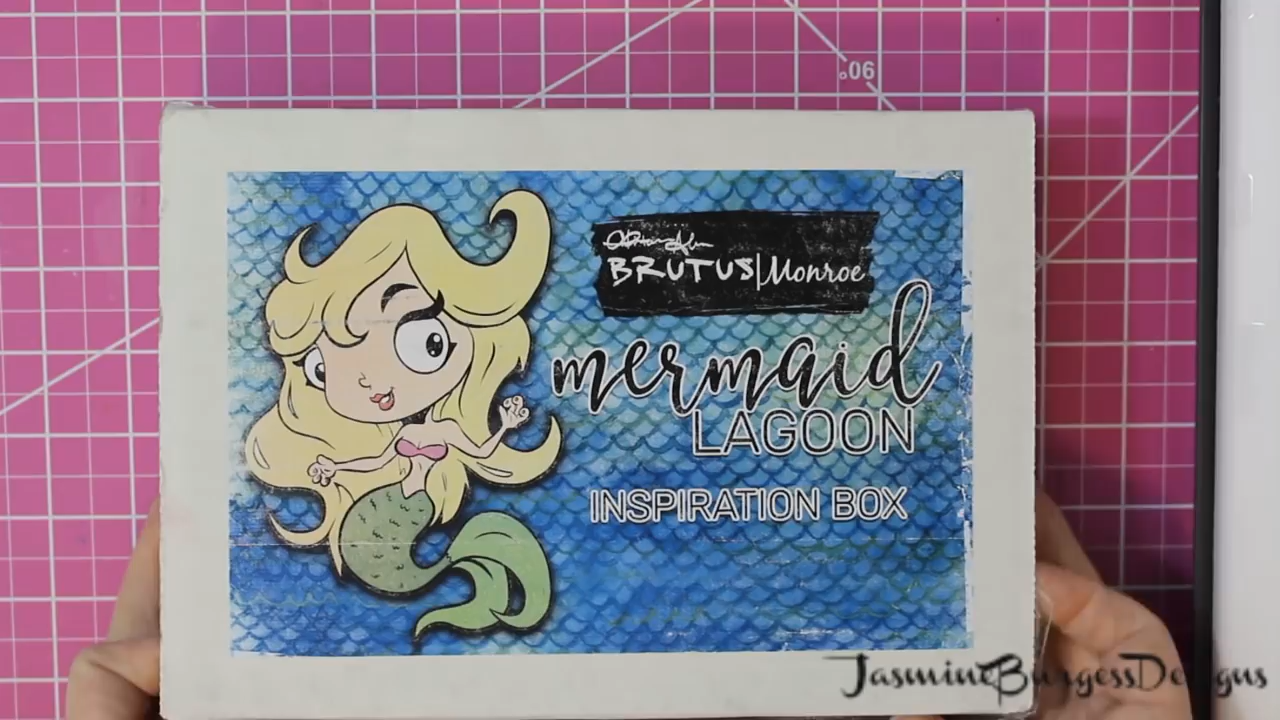 .06
BRUTUS|Monroe
mermaid
LAGOON
INSPIRATION BOX
JasmineBurgessDesigns